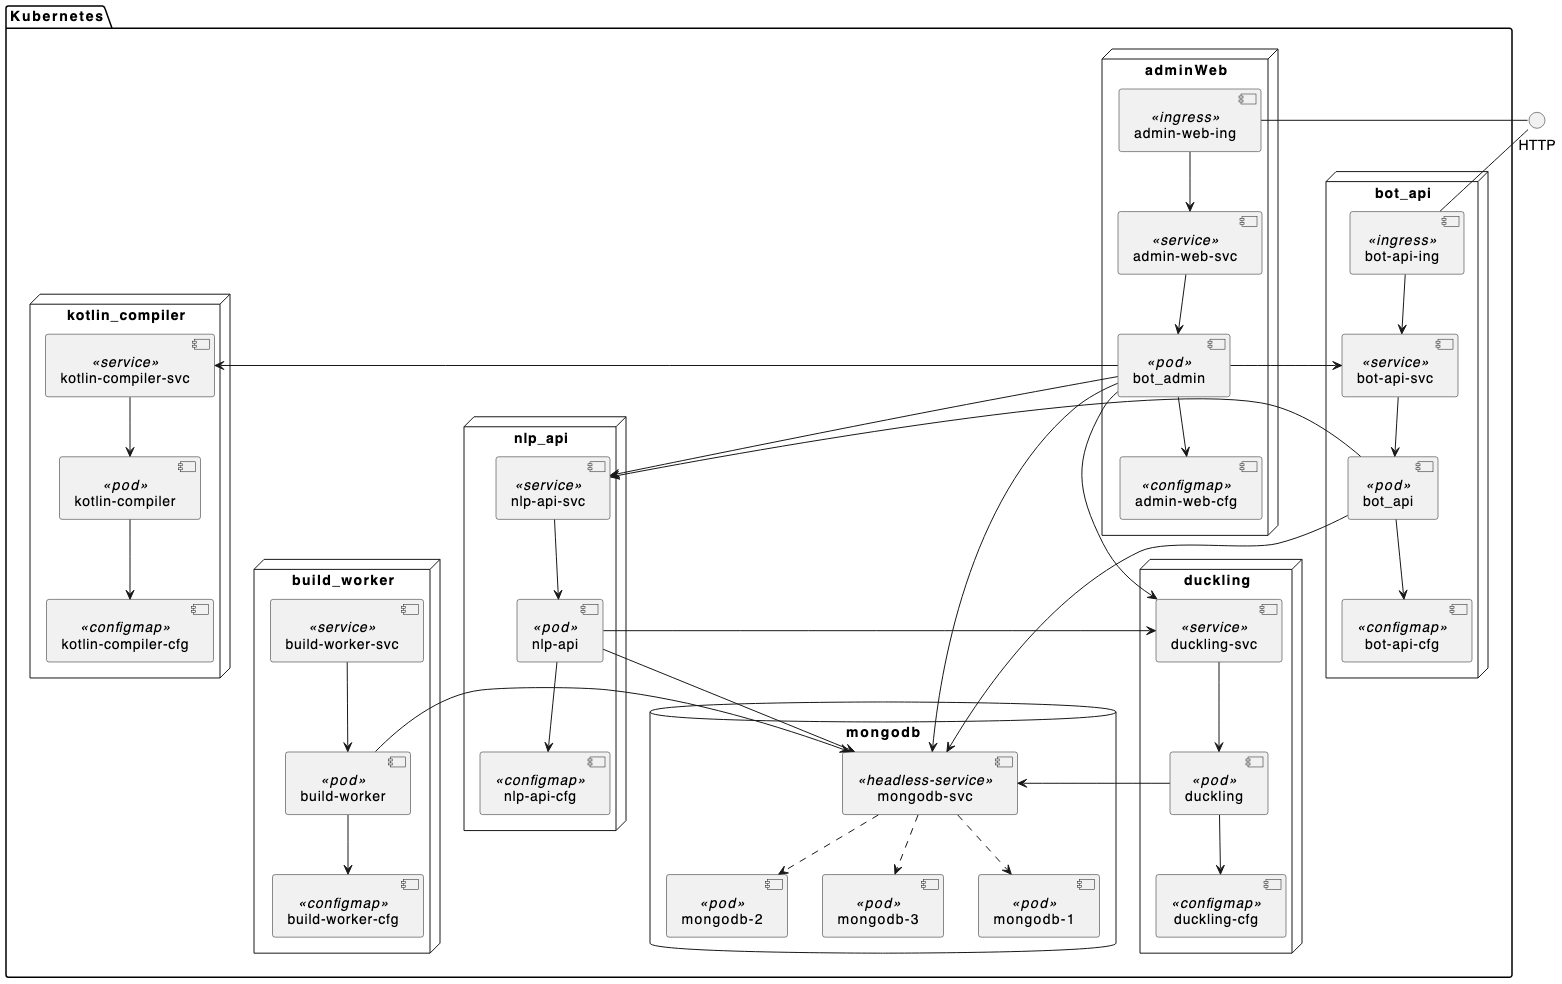 Kubernetes
adminWeb
«ingress»
admin-web-ing
HTTP
bot_api
«service»
admin-web-svc
«ingress»
bot-api-ing
kotlin_compiler
«service»
kotlin-compiler-svc
«pod»
bot_admin
«service»
bot-api-svc
nlp_api
«pod»
kotlin-compiler
«service»
nlp-api-svc
«configmap»
admin-web-cfg
«pod»
bot_api
build_worker
duckling
«configmap»
kotlin-compiler-cfg
«service»
build-worker-svc
«pod»
nlp-api
«service»
duckling-svc
«configmap»
bot-api-cfg
mongodb
«pod»
build-worker
«configmap»
nlp-api-cfg
«headless-service»
mongodb-svc
«pod»
duckling
«configmap»
build-worker-cfg
«pod»
mongodb-2
«pod»
mongodb-3
«pod»
mongodb-1
«configmap»
duckling-cfg